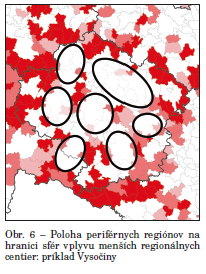 Obr. 6 – Poloha periférnych regiónov na
hranici sfér vplyvu menších regionálnych
centier: príklad Vysočiny